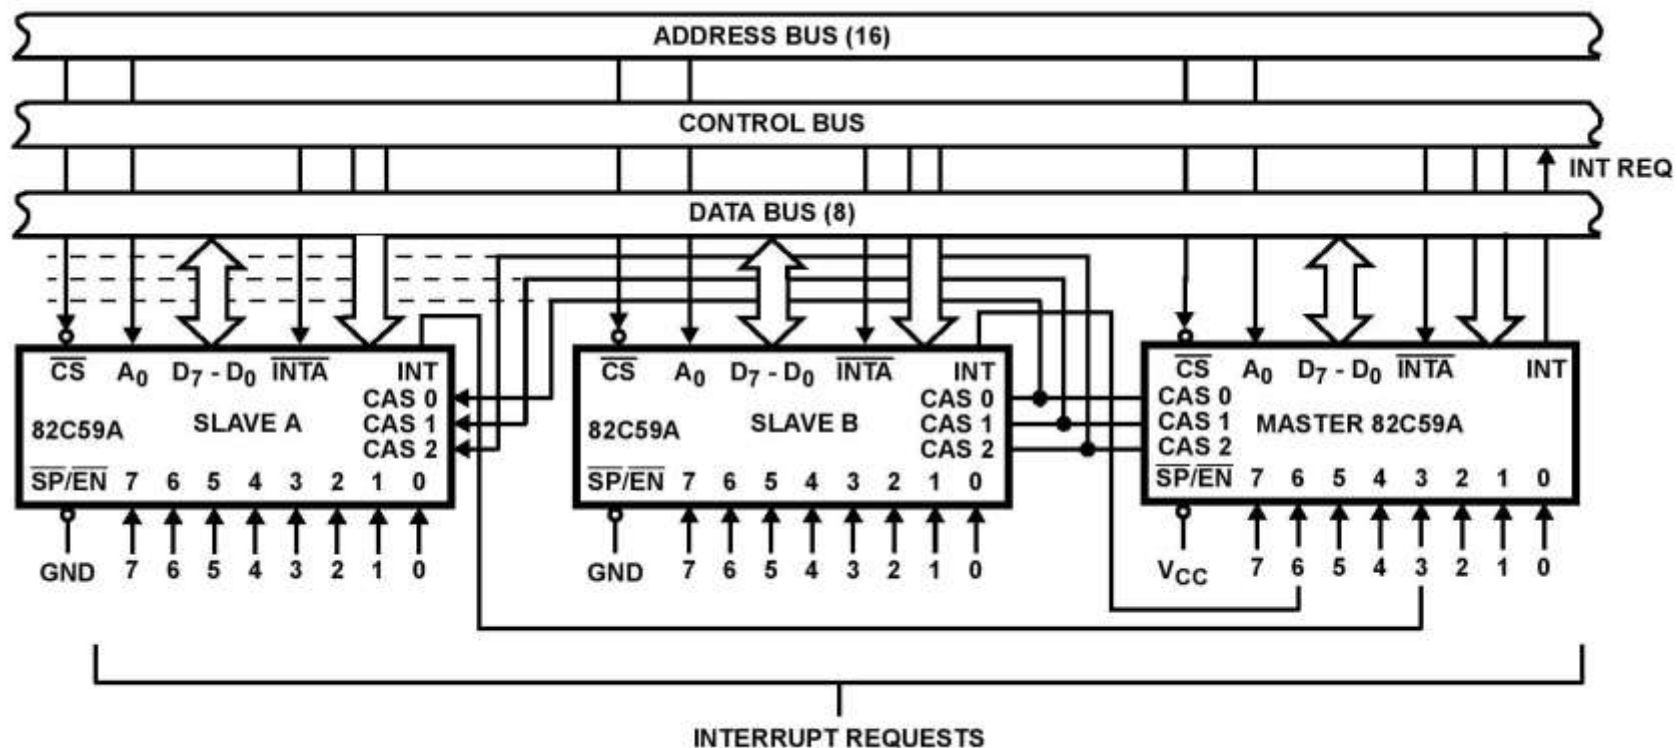 ADDRESS BUS (16)
CONTROL BUS
INT REQ
DATA BUS (8)
CS A0 D7 - D0 INTA INT
CAS 0
82C59A SLAVE A CAS 1
CAS 2
SP/EN 7 6 5 4 3 2 1 0
GND 7 6 5 4 3 2 1 0
CS A0 D7 - D0 INTA INT
CAS 0
82C59A SLAVE B CAS 1
CAS 2
SP/EN 7 6 5 4 3 2 1 0
GND 7 6 5 4 3 2 1 0
CS A0 D7 - D0 INTA INT
CAS 0
CAS 1 MASTER 82C59A
CAS 2
SP/EN 7 6 5 4 3 2 1 0
VCC 7 6 5 4 3 2 1 0
INTERRUPT REQUESTS